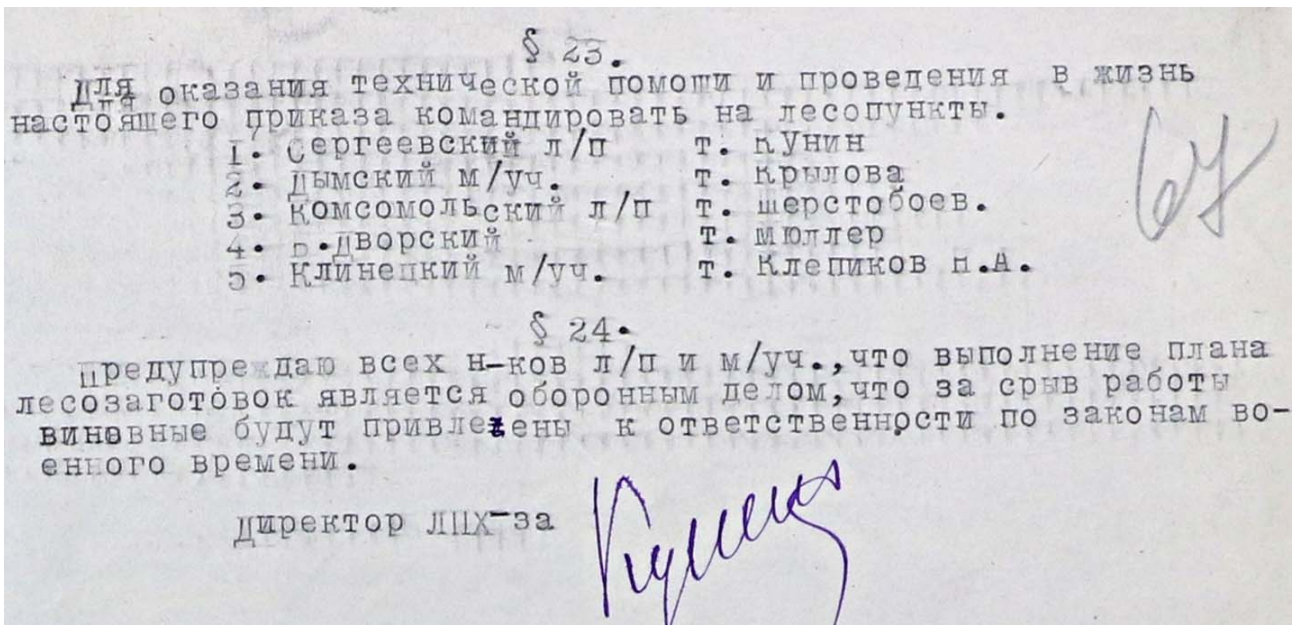 § 23.
Для оказания технической помощи и проведения в жизнь
настоящего приказа командировать на лесопункты.
1. Сергеевский л/п т. Кунин
2. Дымский м/уч. т. Крылова
3. Комсомольский л/п т. Шерстобоев.
4. Б.Дворский т. Мюллер
5. Клинецкий м/уч. т. Клепиков Н.А.
67
§ 24.
Предупреждаю всех н-ков л/п и м/уч.,что выполнение плана
лесозаготовок является оборонным делом,что за срыв работы
виновные будут привлечены к ответственности по законам во-
енного времени.
Директор ЛПХ-за